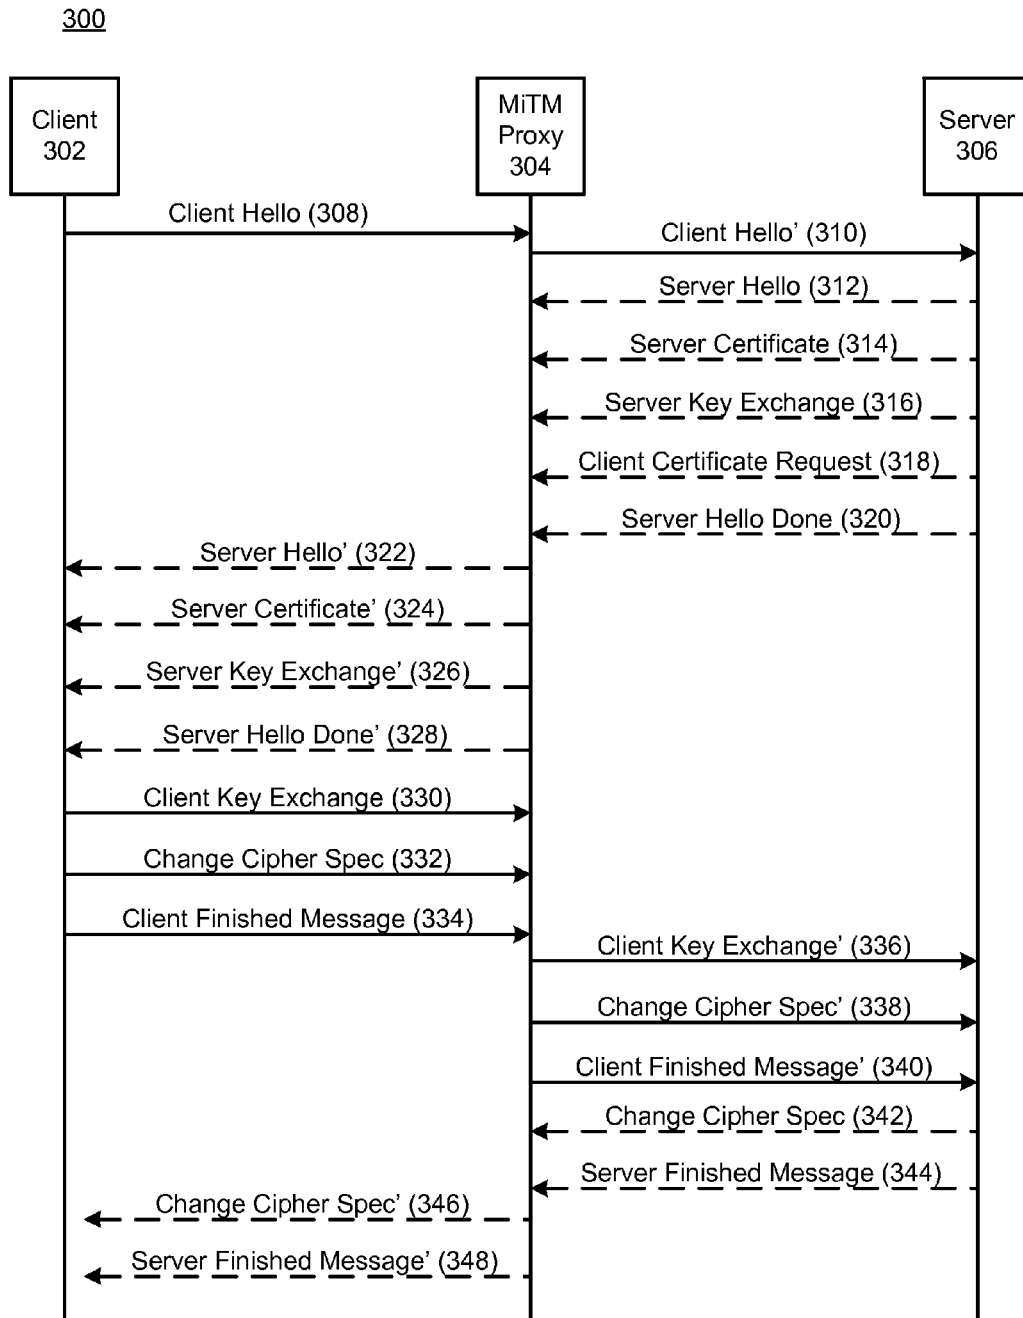 300
Client
302
MiTM
Proxy
304
Server
306
Client Hello (308)
Client Hello’ (310)
Server Hello (312)
Server Certificate (314)
Server Key Exchange (316)
Client Certificate Request (318)
Server Hello Done (320)
Server Hello’ (322)
Server Certificate’ (324)
Server Key Exchange’ (326)
Server Hello Done’ (328)
Client Key Exchange (330)
Change Cipher Spec (332)
Client Finished Message (334)
Client Key Exchange’ (336)
Change Cipher Spec’ (338)
Client Finished Message’ (340)
Change Cipher Spec (342)
Server Finished Message (344)
Change Cipher Spec’ (346)
Server Finished Message’ (348)